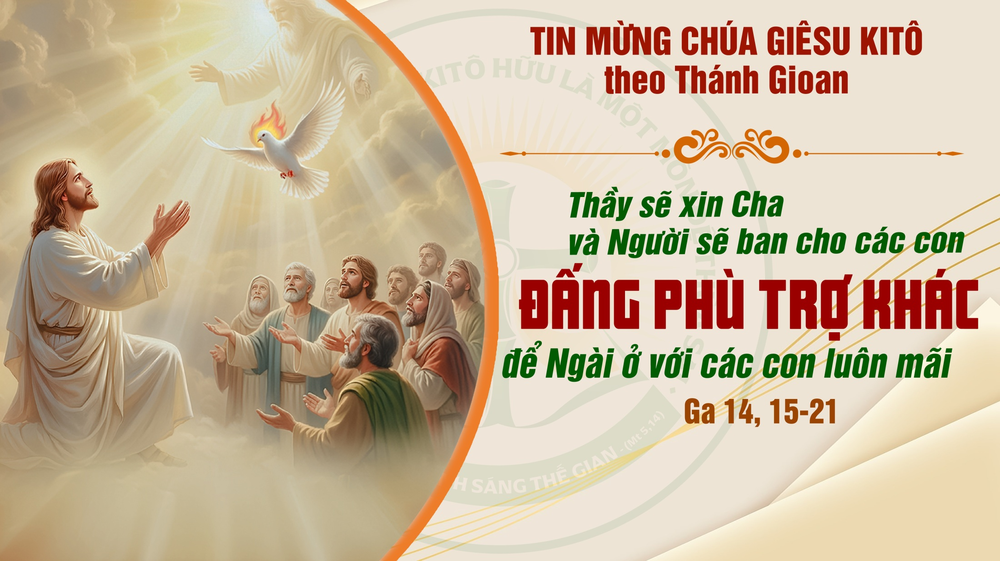 TIN MỪNG CHÚA GIÊSU KITÔ
theo Thánh Gioan
KITÔ HỮU LÀ MỘT MÔN ĐỆ
Thầy sẽ xin Cha
và Người sẽ ban cho các con
ĐẤNG PHÙ TRỢ KHÁC
để Ngài ở với các con luôn mãi
Ga 14, 15-21
SÁNG THẾ GIAN - (Mt 5,14)